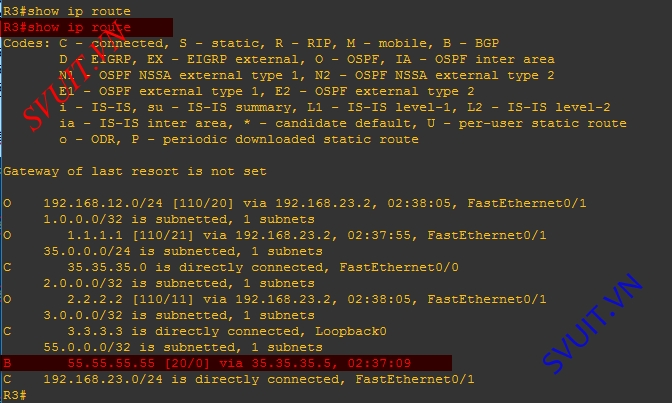 R3#show ip route
R3#show ip route
Codes: C - connected, S - static, R - RIP, M - mobile, B - BGP
D - EIGRP, EX - EIGRP external, O - OSPF, IA - OSPF inter area
N1 - OSPF NSSA external type 1, N2 - OSPF NSSA external type 2
E1 - OSPF external type 1, E2 - OSPF external type 2
i - IS-IS, su - IS-IS summary, L1 - IS-IS level-1, L2 - IS-IS level-2
ia - IS-IS inter area, * - candidate default, U - per-user static route
o - ODR, P - periodic downloaded static route
Gateway of last resort is not set
O 192.168.12.0/24 [110/20] via 192.168.23.2, 02:38:05, FastEthernet0/1
1.0.0.0/32 is subnetted, 1 subnets
O 1.1.1.1 [110/21] via 192.168.23.2, 02:37:55, FastEthernet0/1
35.0.0.0/24 is subnetted, 1 subnets
C 35.35.35.0 is directly connected, FastEthernet0/0
2.0.0.0/32 is subnetted, 1 subnets
O 2.2.2.2 [110/11] via 192.168.23.2, 02:38:05, FastEthernet0/1
3.0.0.0/32 is subnetted, 1 subnets
C 3.3.3.3 is directly connected, Loopback0
55.0.0.0/32 is subnetted, 1 subnets
B 55.55.55.55 [20/0] via 35.35.35.5, 02:37:09
C 192.168.23.0/24 is directly connected, FastEthernet0/1
R3#
SVUIT.VN
SVUIT.VN